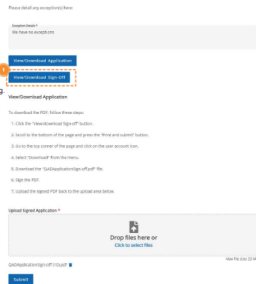 Please detail any exceptions here:
Exception Details *
We have no exceptions
View/Download Application
1
View/Download Sign-Off
g.
View/Download Application
To download the PDF, follow these steps:
1. Click the "View/Download Sign-off" button.
2. Scroll to the bottom of the page and press the "Print and submit" button.
3. Go to the top corner of the page and click on the user account icon.
4. Select "Download" from the menu.
5. Download the
6. Sign the PDF.
7. Upload the signed PDF back to the upload area below.
Upload Signed Application *
Drop files here or
Click to select files
Submit